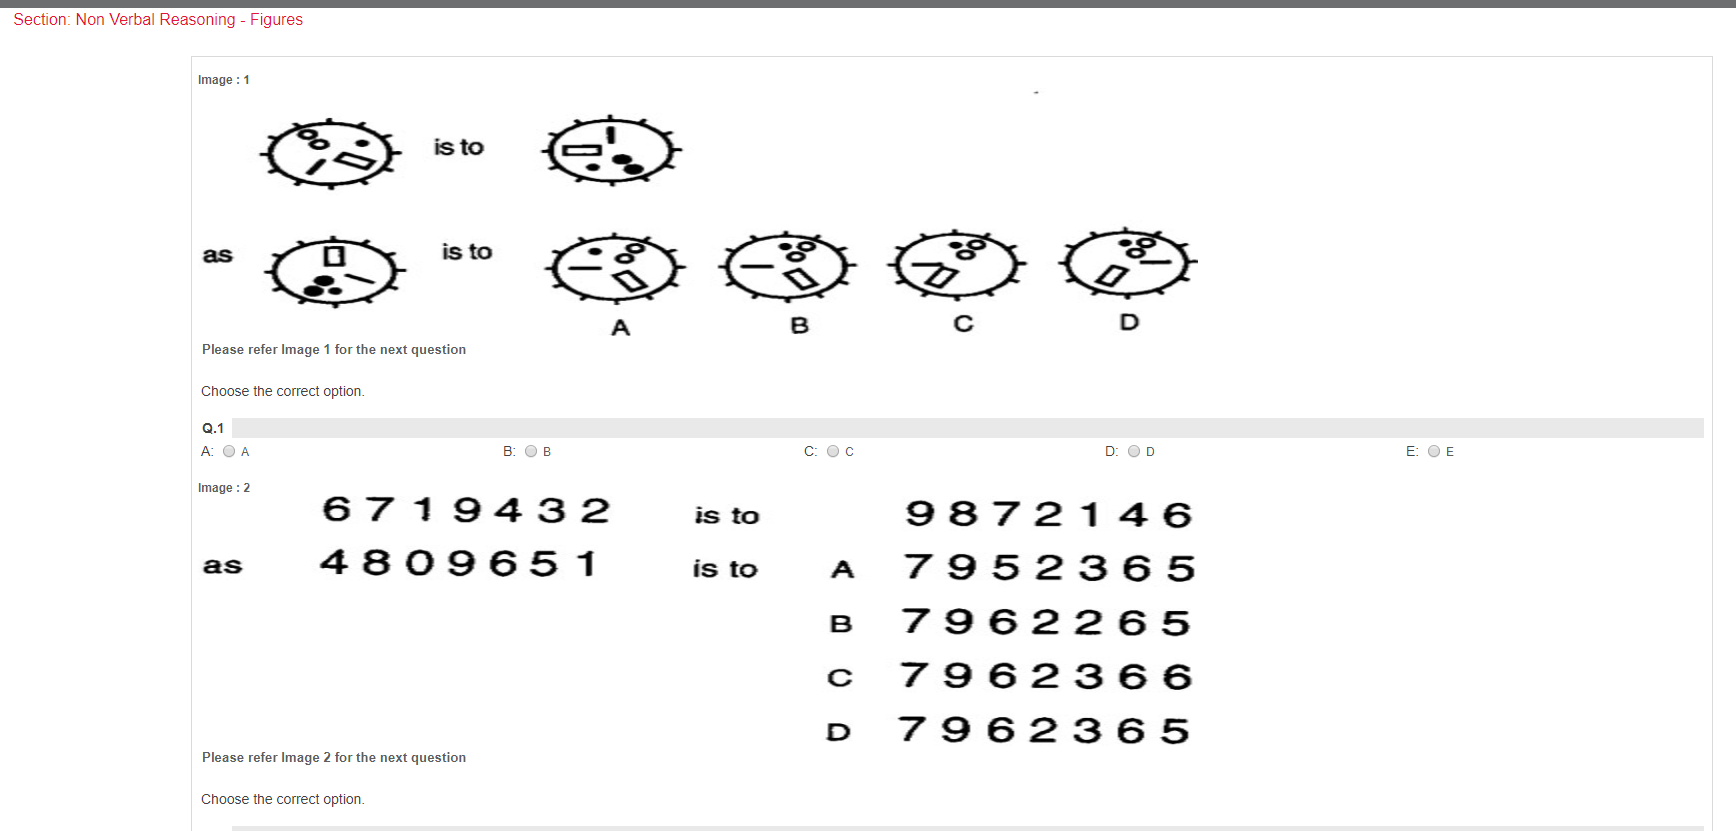 Section: Non Verbal Reasoning - Figures
Image : 1
is to
as is to
A B C D
Please refer Image 1 for the next question
Choose the correct option.
Q.1
A: A B: B C: C D: D E: E
Image : 2
6 7 1 9 4 3 2 is to 9 8 7 2 1 4 6
as 4 8 0 9 6 5 1 is to A 7 9 5 2 3 6 5
B 7 9 6 2 2 6 5
C 7 9 6 2 3 6 6
D 7 9 6 2 3 6 5
Please refer Image 2 for the next question
Choose the correct option.